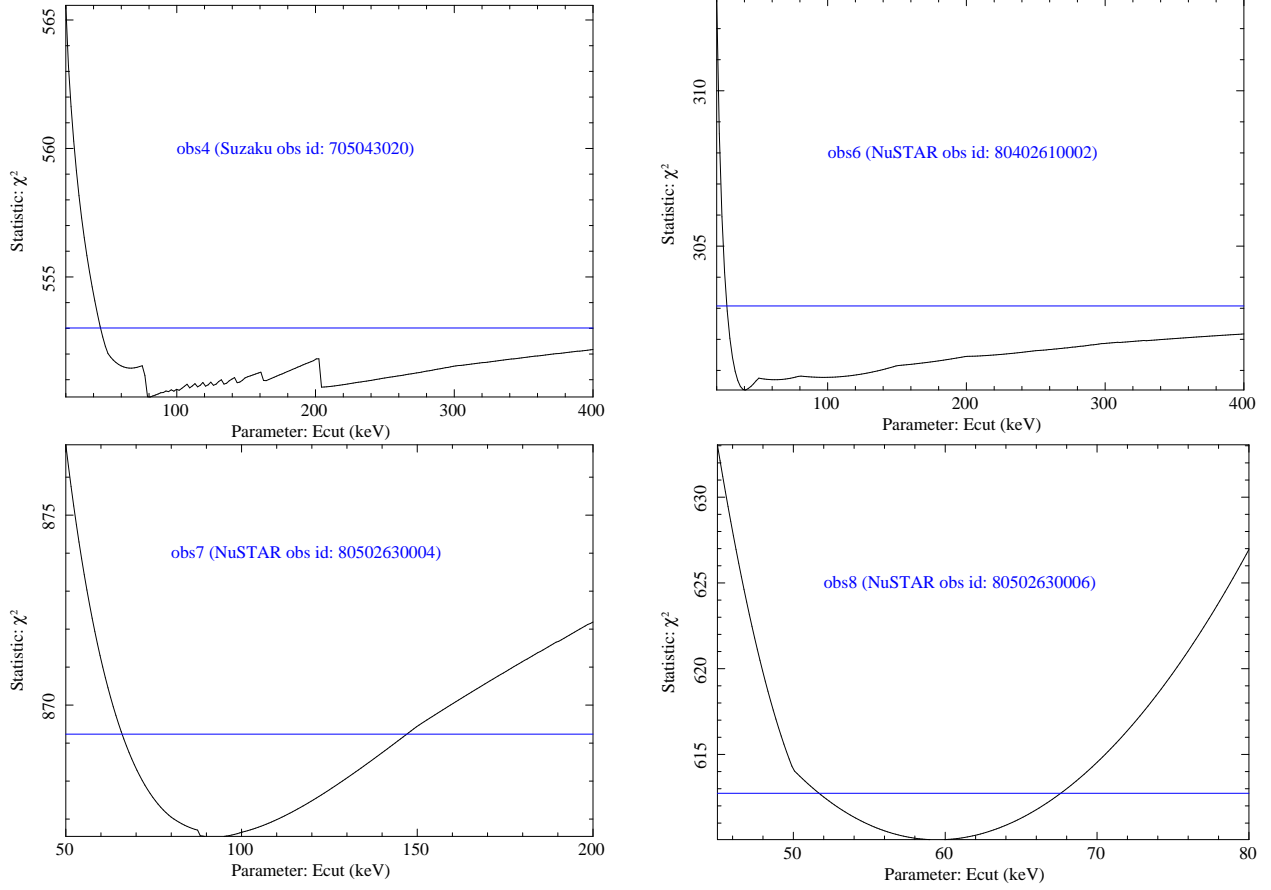 565
560
555
Statistic: χ²
obs4 (Suzaku obs id: 705043020)
100 200 300 400
Parameter: Ecut (keV)
310
305
Statistic: χ²
obs6 (NuSTAR obs id: 80402610002)
100 200 300 400
Parameter: Ecut (keV)
875
870
Statistic: χ²
obs7 (NuSTAR obs id: 80502630004)
50 100 150 200
Parameter: Ecut (keV)
630
625
620
615
Statistic: χ²
obs8 (NuSTAR obs id: 80502630006)
50 60 70 80
Parameter: Ecut (keV)